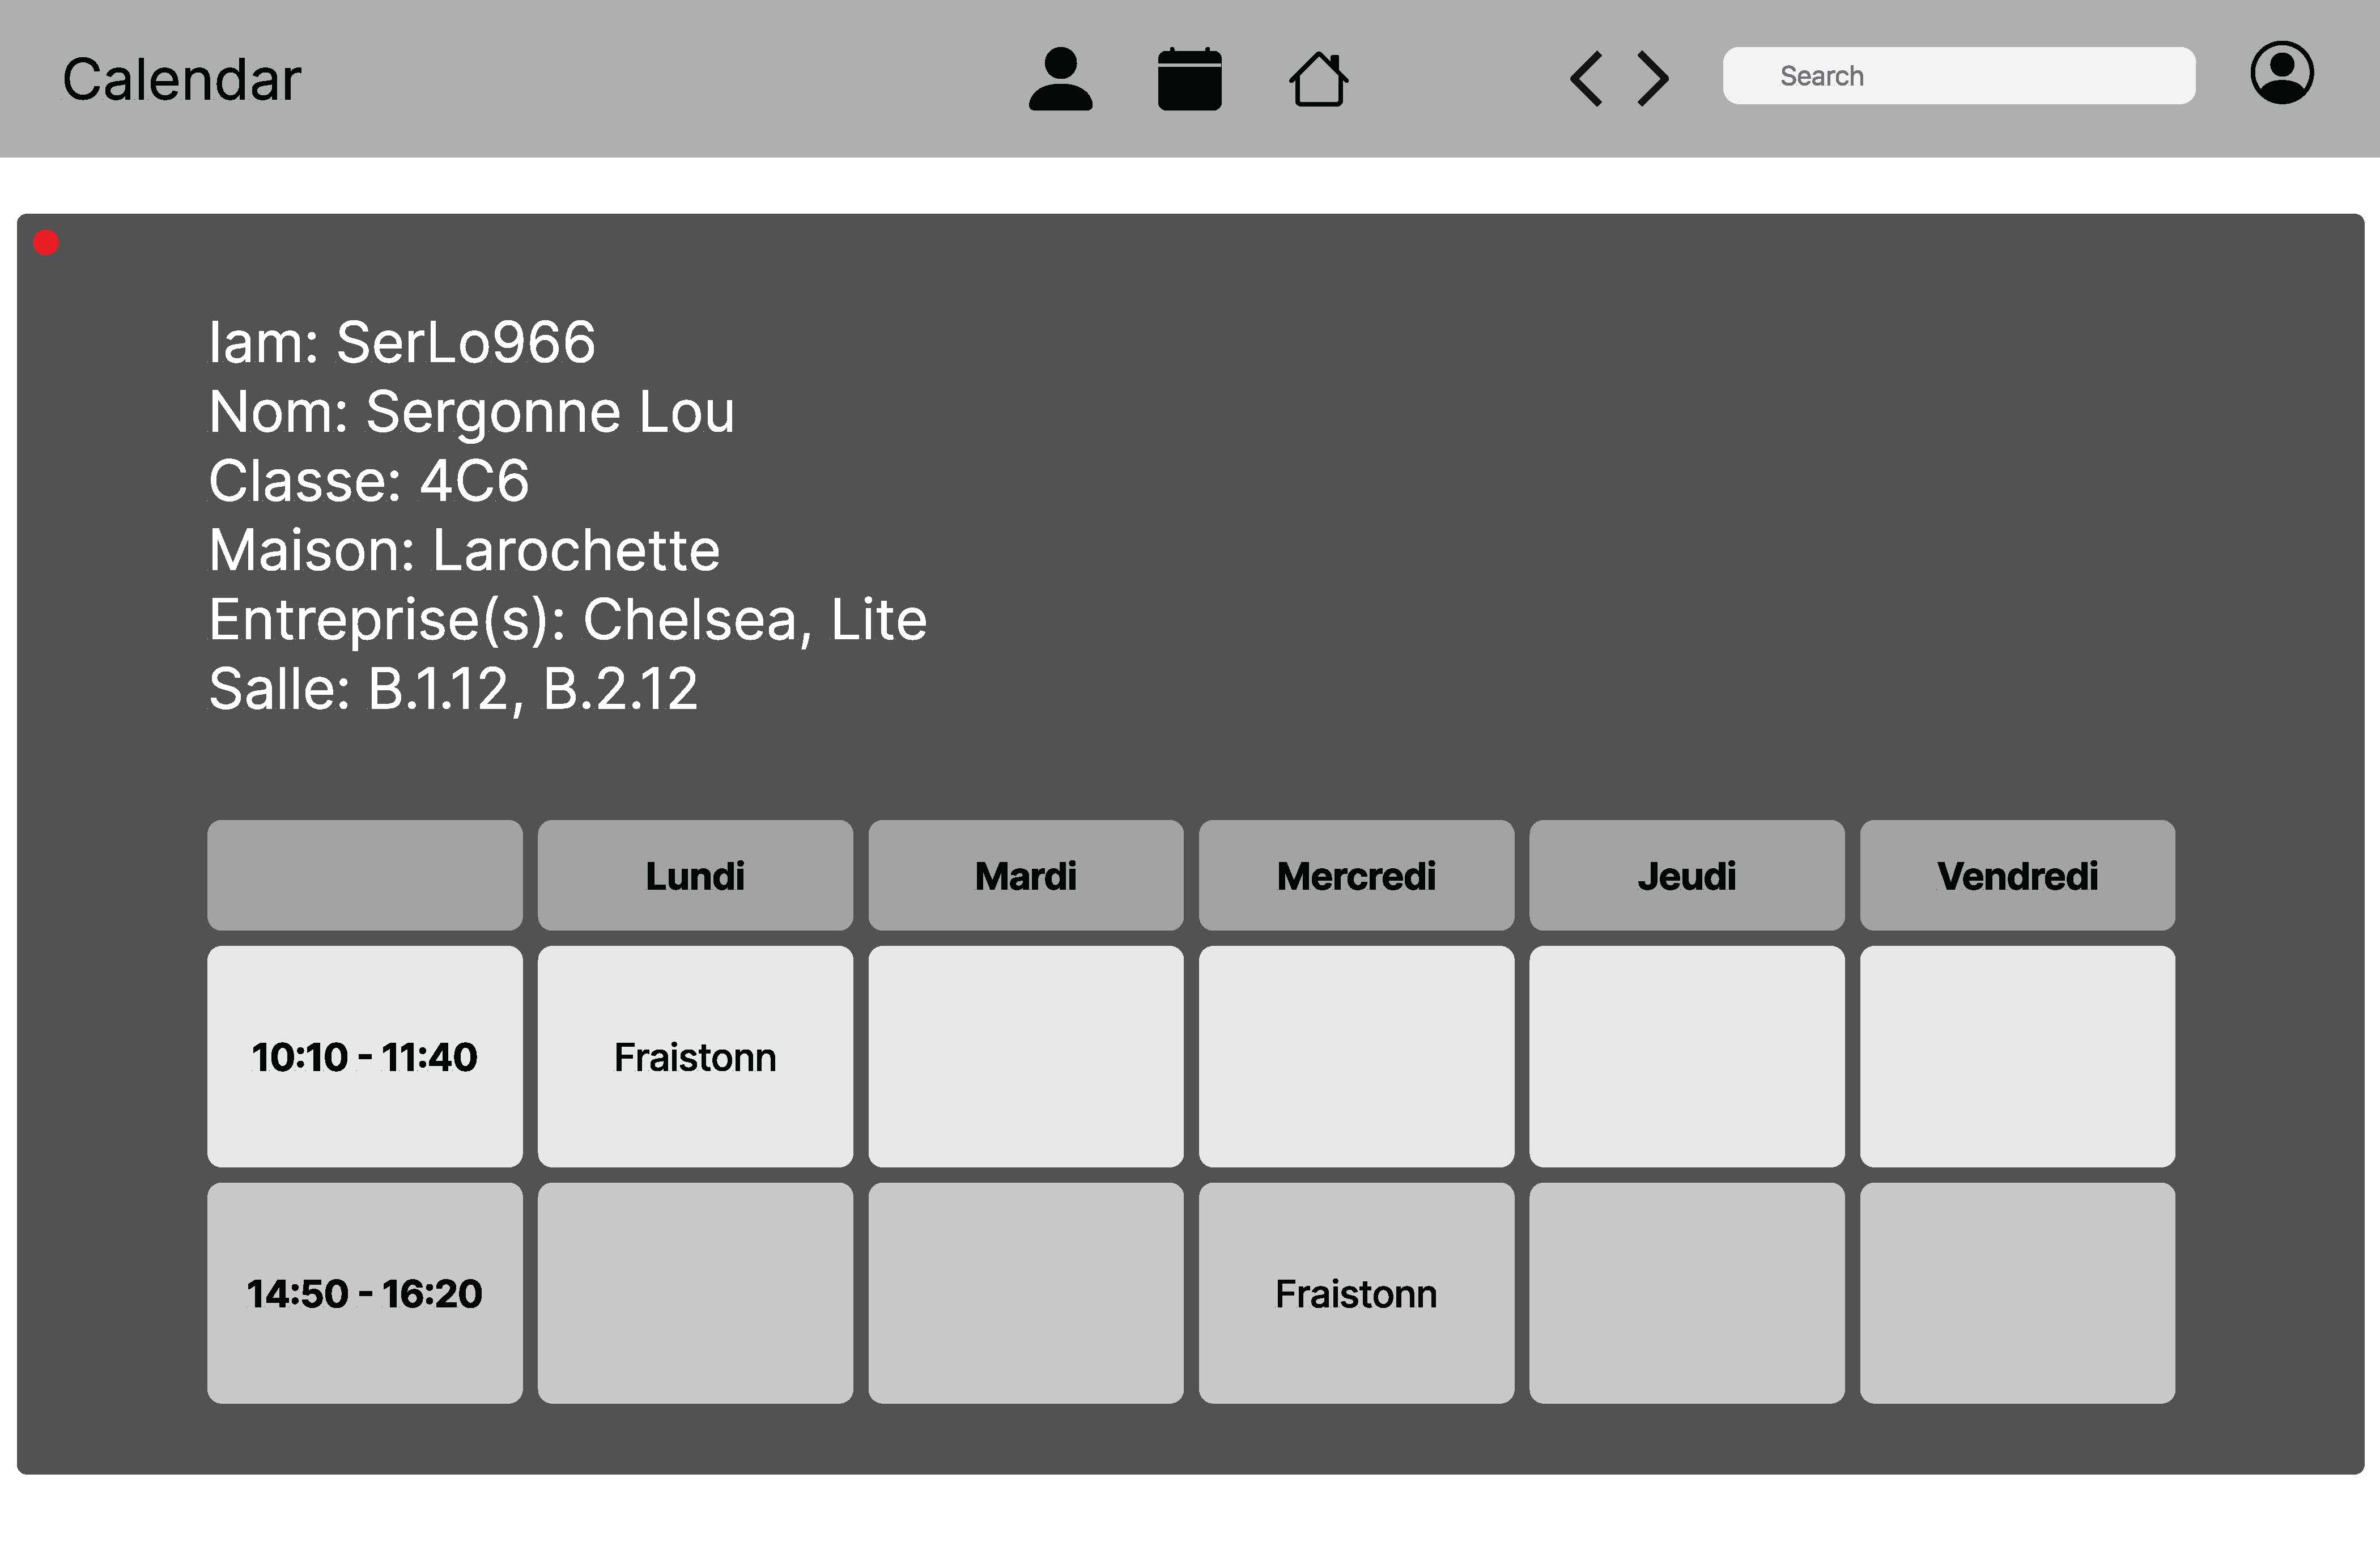 Calendar
Search
Iam: SerLo966
Nom: Sergonne Lou
Classe: 4C6
Maison: Larochette
Entreprise(s): Chelsea, Lite
Salle: B.1.12, B.2.12
Lundi Mardi Mercredi Jeudi Vendredi
10:10 - 11:40 Fraistonn
14:50 - 16:20 Fraistonn